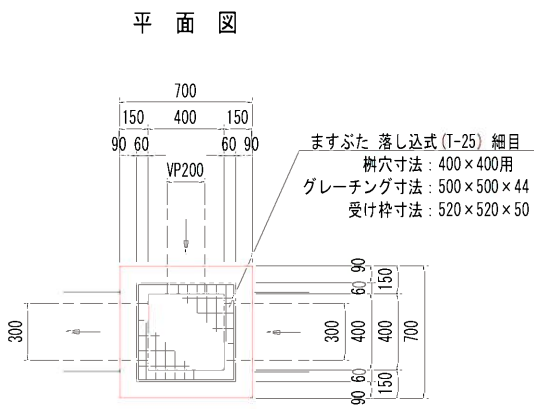 平面図
700
150 400 150
90 60 60 90
VP200
ますぶた 落し込式(T-25) 細目
桝穴寸法：400×400用
グレーチング寸法：500×500×44
受け枠寸法：520×520×50
90
60 150
300 300 400 400 700
60 150
90